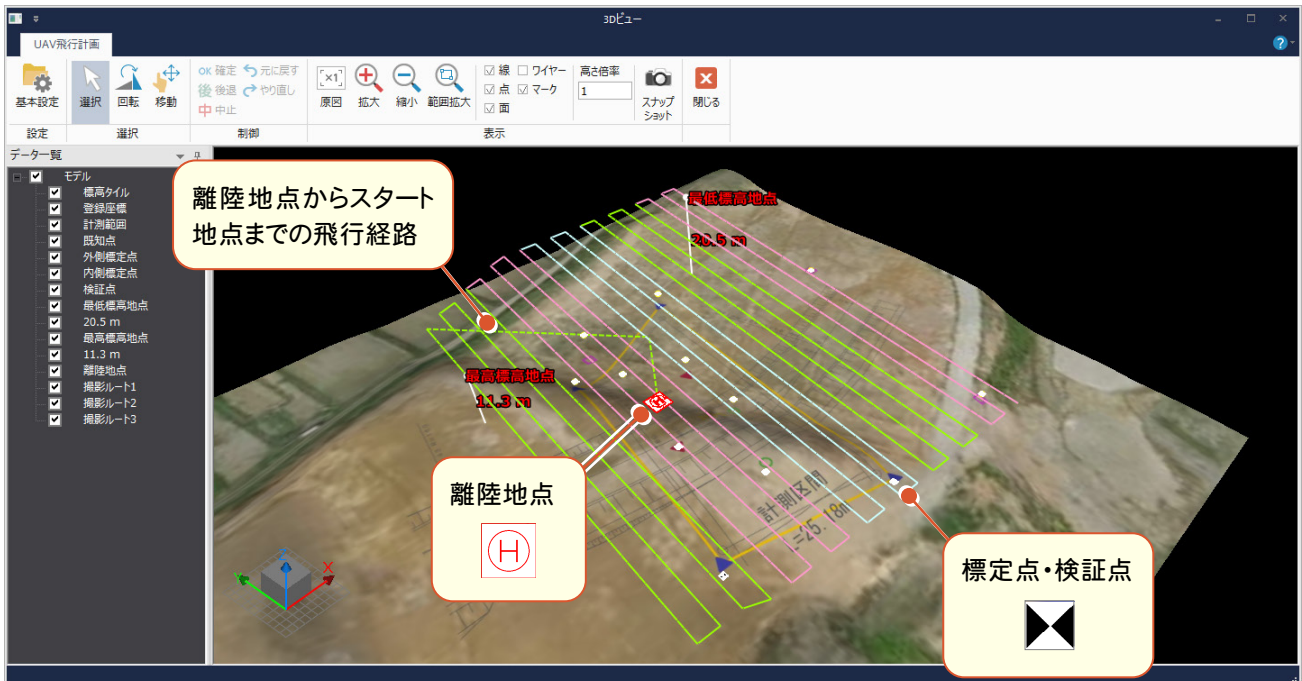 3Dビュー
UAV飛行計画
基本設定
選択
回転
移動
OK 確定
元に戻す
後 後退
やり直し
中 中止
×1
原図
拡大
縮小
範囲拡大
線
ワイヤー
点
マーク
面
高さ倍率
1
スナップ
ショット
閉じる
設定
選択
制御
表示
データ一覧
モデル
標高タイル
登録座標
計測範囲
既知点
外側標定点
内側標定点
検証点
最低標高地点
20.5 m
最高標高地点
11.3 m
離陸地点
撮影ルート1
撮影ルート2
撮影ルート3
離陸地点からスタート
地点までの飛行経路
最低標高地点
20.5 m
最高標高地点
11.3 m
離陸地点
H
計測区間
L=25.18m
標定点・検証点
X
Y
Z